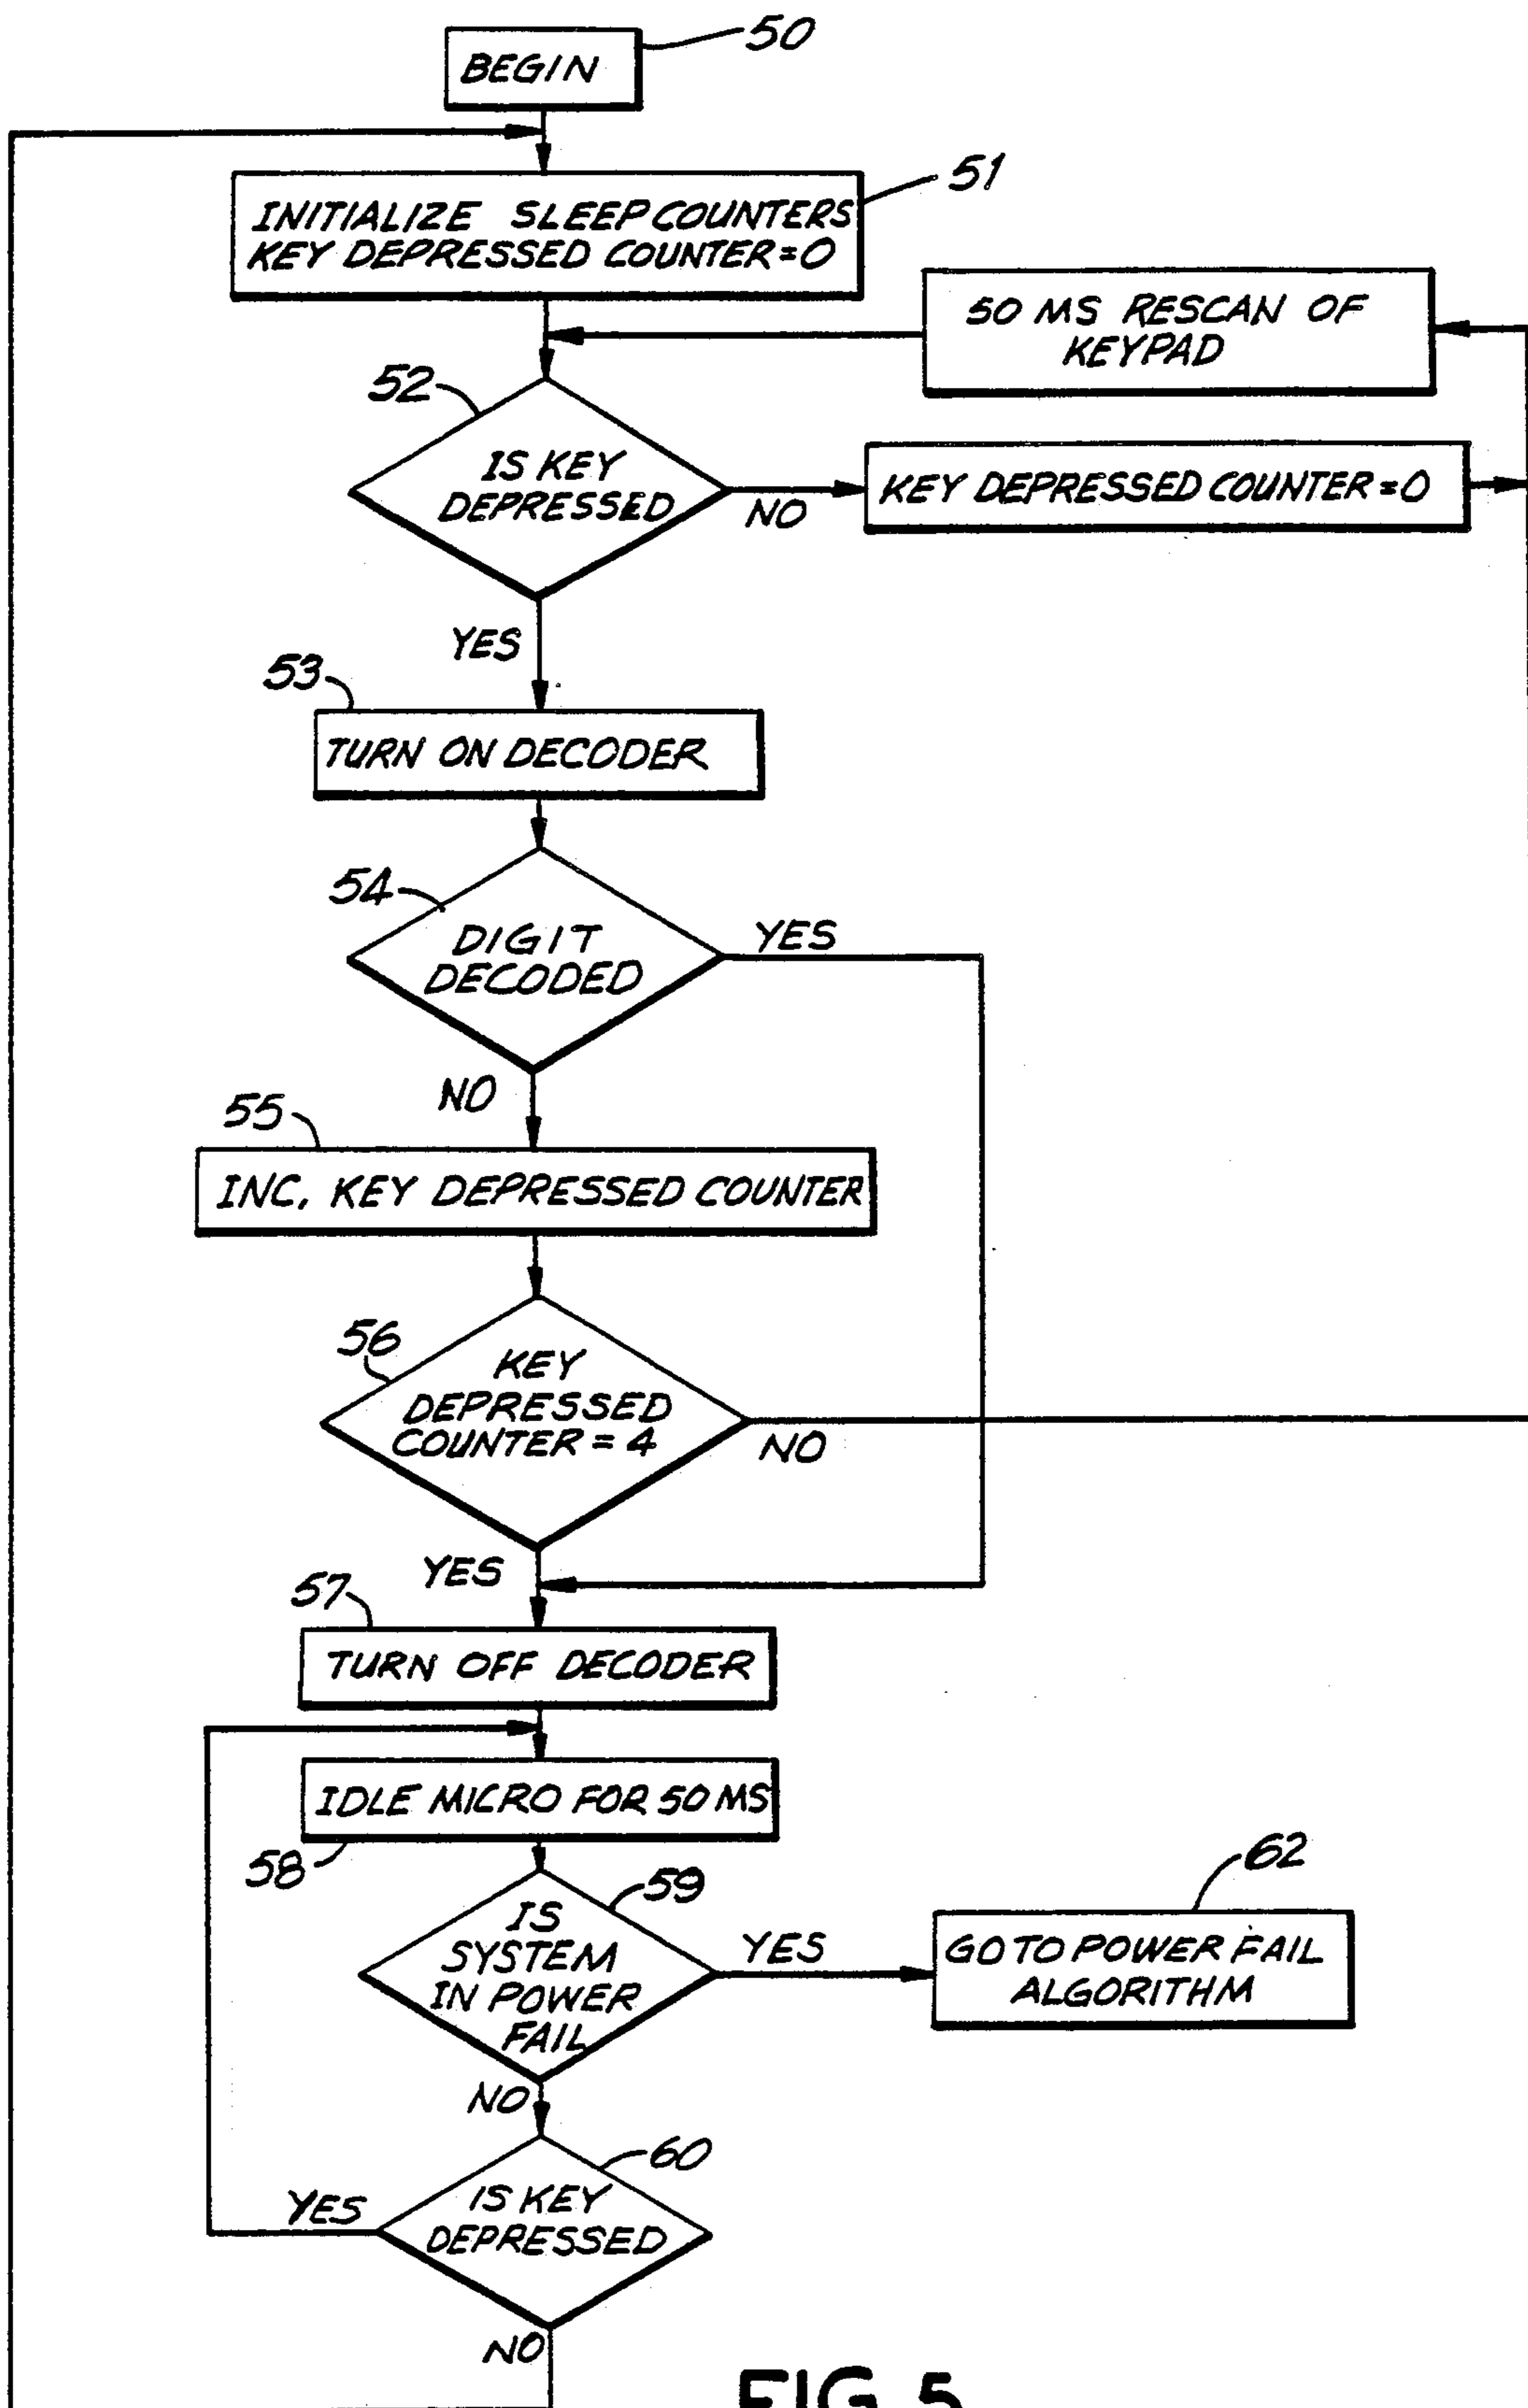 BEGIN
50
INITIALIZE SLEEP COUNTERS
KEY DEPRESSED COUNTER=0
51
50 MS RESCAN OF
KEYPAD
52
IS KEY
DEPRESSED
NO
KEY DEPRESSED COUNTER=0
YES
53
TURN ON DECODER
54
DIGIT
DECODED
YES
NO
55
INC. KEY DEPRESSED COUNTER
56
KEY
DEPRESSED
COUNTER = 4
NO
YES
57
TURN OFF DECODER
IDLE MICRO FOR 50 MS
58
59
IS
SYSTEM
IN POWER
FAIL
YES
62
GO TO POWER FAIL
ALGORITHM
NO
60
IS KEY
DEPRESSED
YES
NO
FIG. 5